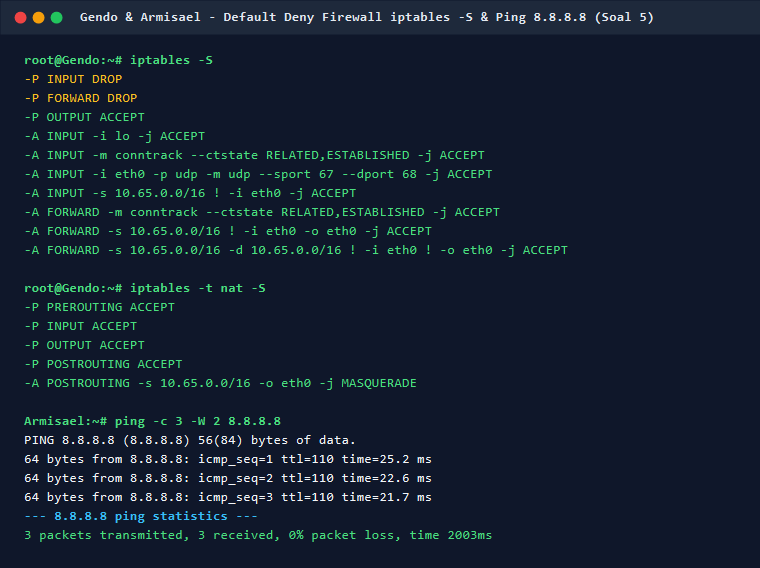 Gendo & Armisael - Default Deny Firewall iptables -S & Ping 8.8.8.8 (Soal 5)
root@Gendo:~# iptables -S
-P INPUT DROP
-P FORWARD DROP
-P OUTPUT ACCEPT
-A INPUT -i lo -j ACCEPT
-A INPUT -m conntrack --ctstate RELATED,ESTABLISHED -j ACCEPT
-A INPUT -i eth0 -p udp -m udp --sport 67 --dport 68 -j ACCEPT
-A INPUT -s 10.65.0.0/16 ! -i eth0 -j ACCEPT
-A FORWARD -m conntrack --ctstate RELATED,ESTABLISHED -j ACCEPT
-A FORWARD -s 10.65.0.0/16 ! -i eth0 -o eth0 -j ACCEPT
-A FORWARD -s 10.65.0.0/16 -d 10.65.0.0/16 ! -i eth0 ! -o eth0 -j ACCEPT
root@Gendo:~# iptables -t nat -S
-P PREROUTING ACCEPT
-P INPUT ACCEPT
-P OUTPUT ACCEPT
-P POSTROUTING ACCEPT
-A POSTROUTING -s 10.65.0.0/16 -o eth0 -j MASQUERADE
Armisael:~# ping -c 3 -W 2 8.8.8.8
PING 8.8.8.8 (8.8.8.8) 56(84) bytes of data.
64 bytes from 8.8.8.8: icmp_seq=1 ttl=110 time=25.2 ms
64 bytes from 8.8.8.8: icmp_seq=2 ttl=110 time=22.6 ms
64 bytes from 8.8.8.8: icmp_seq=3 ttl=110 time=21.7 ms
--- 8.8.8.8 ping statistics ---
3 packets transmitted, 3 received, 0% packet loss, time 2003ms